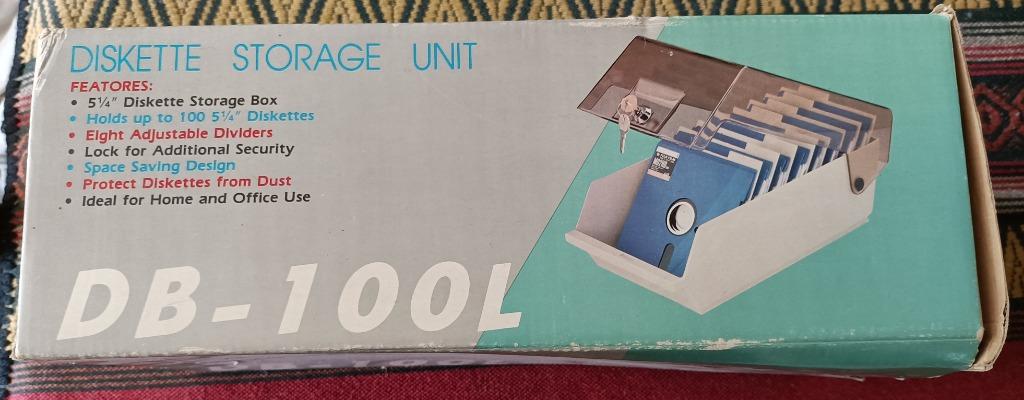 DISKETTE STORAGE UNIT
FEATORES:
• 5¼" Diskette Storage Box
• Holds up to 100 5¼" Diskettes
• Eight Adjustable Dividers
• Lock for Additional Security
• Space Saving Design
• Protect Diskettes from Dust
• Ideal for Home and Office Use
DB-100L